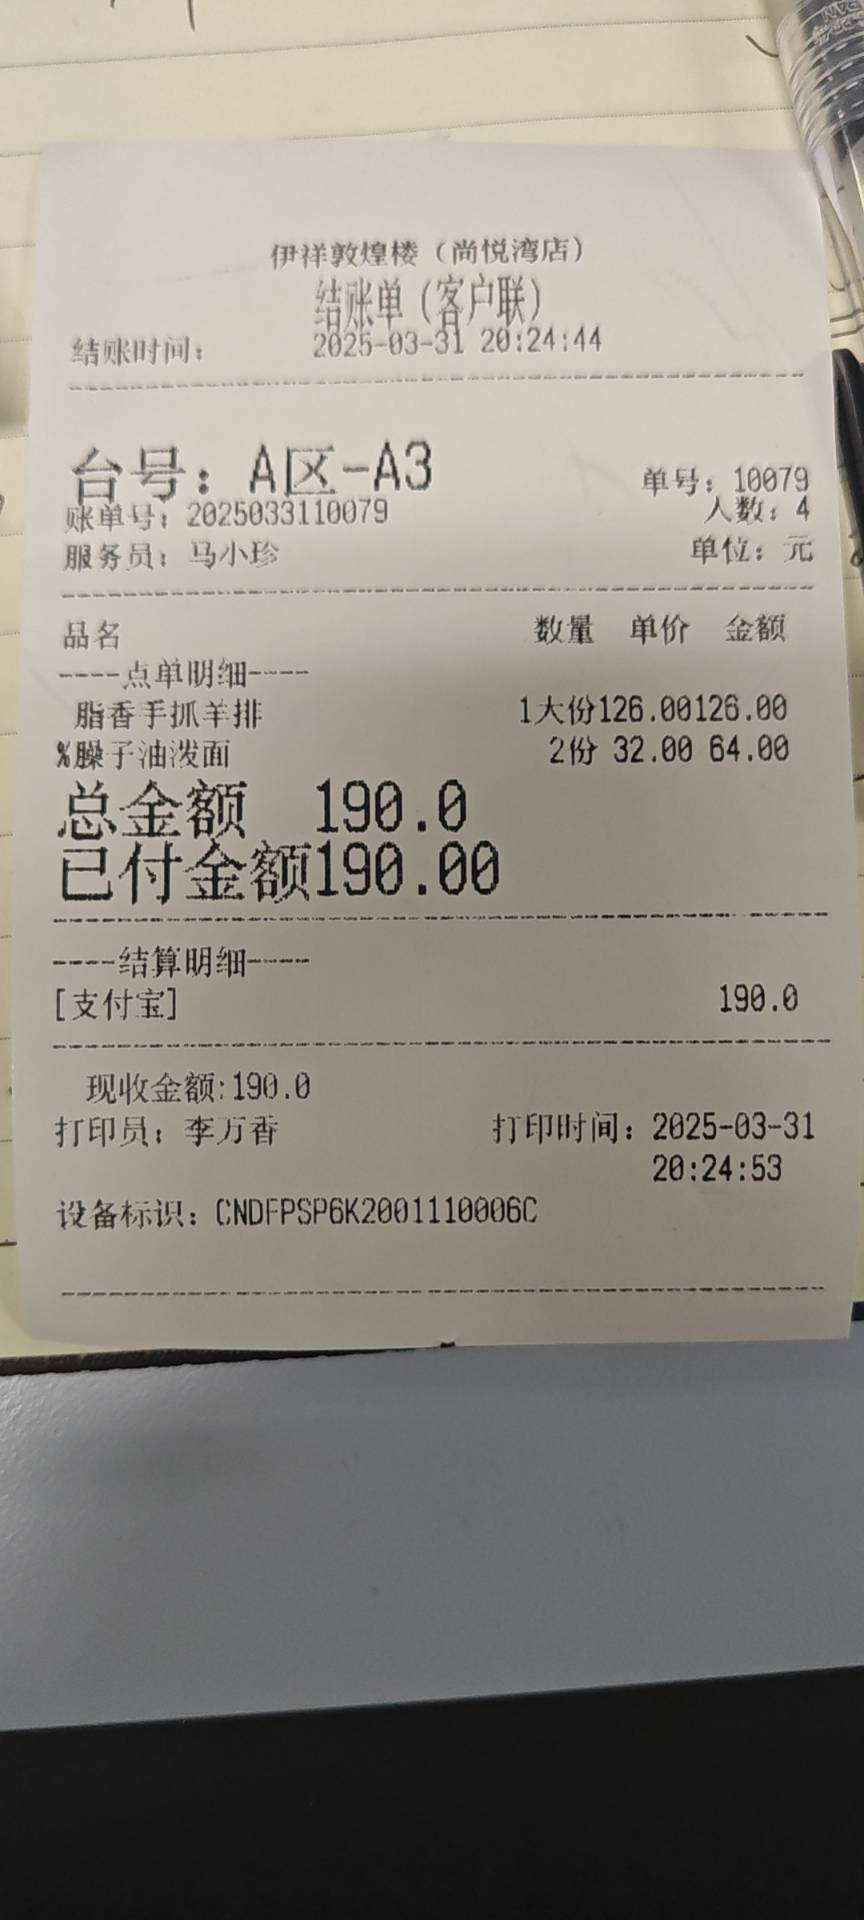 伊祥敦煌楼（尚悦湾店）
结账单（客户联）
结账时间： 2025-03-31 20:24:44
台号：A区-A3 单号：10079
账单号：2025033110079 人数：4
服务员：马小珍 单位：元
品名 数量 单价 金额
----点单明细----
脂香手抓羊排 1大份126.00126.00
%臊子油泼面 2份 32.00 64.00
总金额 190.0
已付金额190.00
----结算明细----
[支付宝] 190.0
现收金额:190.0
打印员：李万香 打印时间：2025-03-31
20:24:53
设备标识：CNDFPSP6K2001110006C